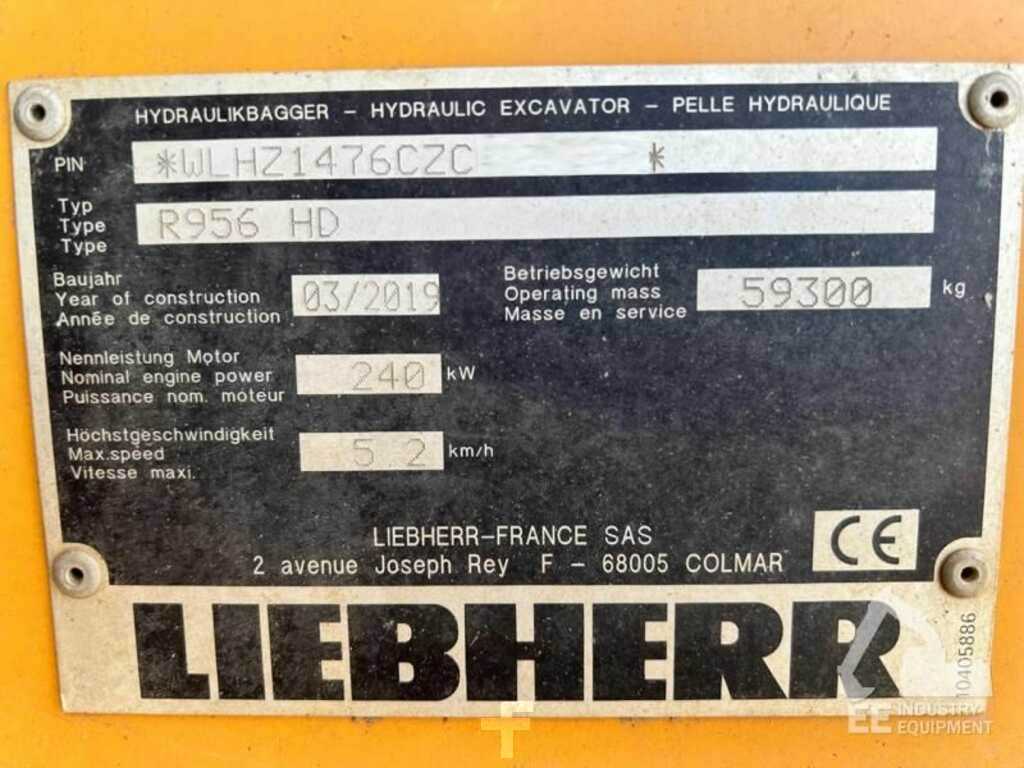 HYDRAULIKBAGGER – HYDRAULIC EXCAVATOR – PELLE HYDRAULIQUE
PIN *WLHZ1476CZC *
Typ
Type
Type
R956 HD
Baujahr
Year of construction
Année de construction
03/2019
Betriebsgewicht
Operating mass
Masse en service
59300 kg
Nennleistung Motor
Nominal engine power
Puissance nom. moteur
240 kW
Höchstgeschwindigkeit
Max.speed
Vitesse maxi.
5.2 km/h
LIEBHERR-FRANCE SAS
2 avenue Joseph Rey F – 68005 COLMAR
CE
LIEBHERR
10405886
EE INDUSTRY
EQUIPMENT